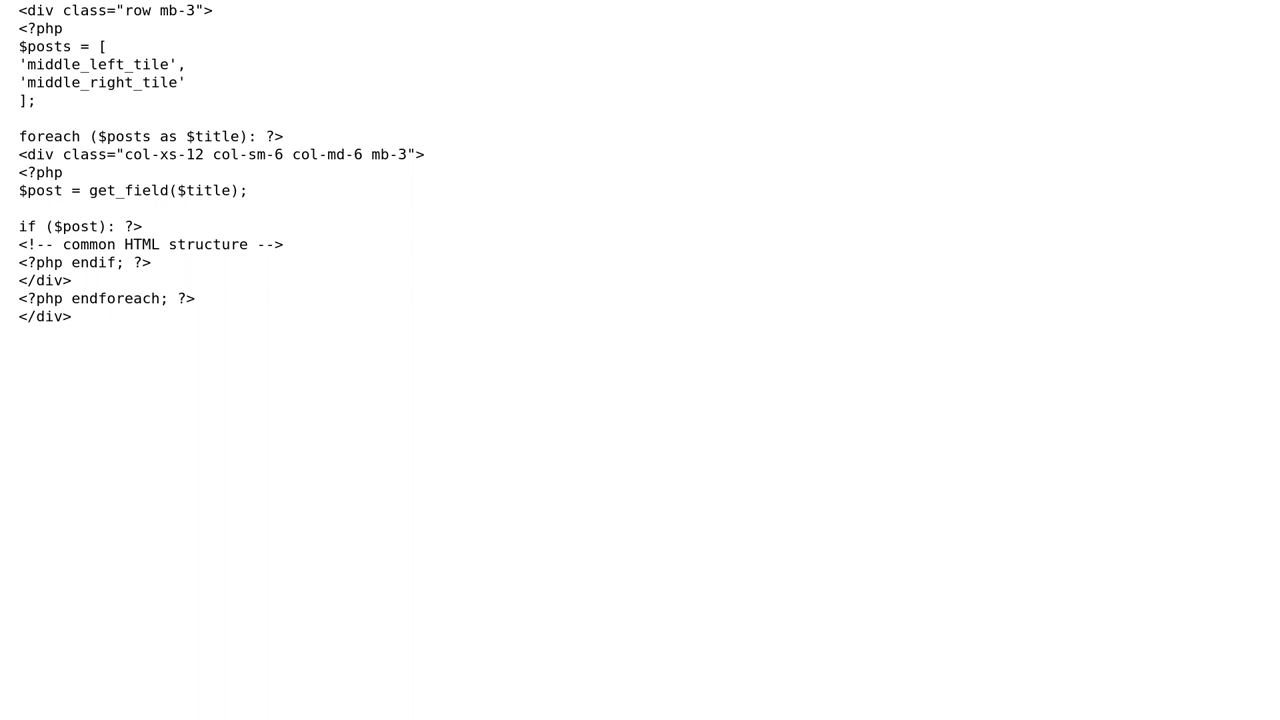 <div class="row mb-3">
<?php
$posts = [
'middle_left_tile',
'middle_right_tile'
];

foreach ($posts as $title): ?>
<div class="col-xs-12 col-sm-6 col-md-6 mb-3">
<?php
$post = get_field($title);

if ($post): ?>
<!-- common HTML structure -->
<?php endif; ?>
</div>
<?php endforeach; ?>
</div>